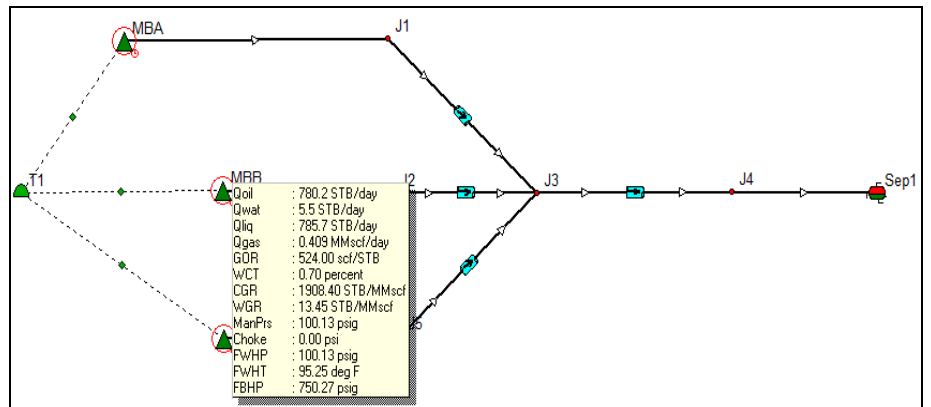 MBA
J1
T1
MBB
J2
J3
J4
Sep1
Qoil : 780.2 STB/day
Qwat : 5.5 STB/day
Qliq : 785.7 STB/day
Qgas : 0.409 MMscf/day
GOR : 524.00 scf/STB
WCT : 0.70 percent
CGR : 1908.40 STB/MMscf
WGR : 13.45 STB/MMscf
ManPrs : 100.13 psig
Choke : 0.00 psi
FWHP : 100.13 psig
FWHT : 95.25 deg F
FBHP : 750.27 psig